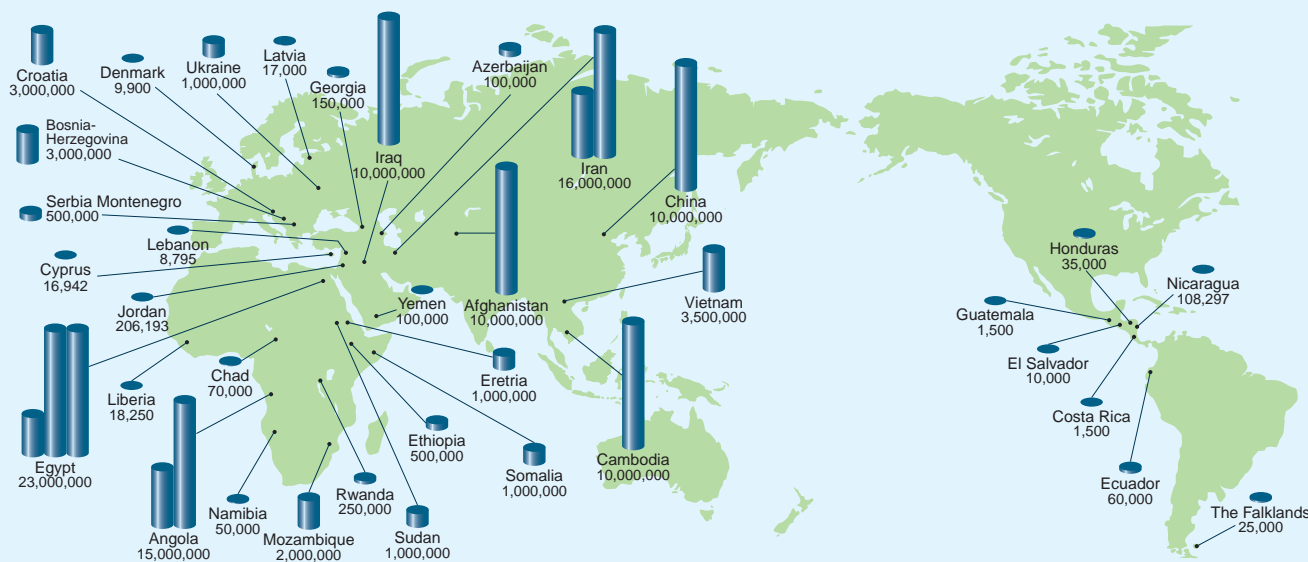 Croatia
3,000,000
Denmark
9,900
Ukraine
1,000,000
Latvia
17,000
Georgia
150,000
Iraq
10,000,000
Azerbaijan
100,000
Iran
16,000,000
China
10,000,000
Bosnia-
Herzegovina
3,000,000
Serbia Montenegro
500,000
Lebanon
8,795
Cyprus
16,942
Jordan
206,193
Yemen
100,000
Afghanistan
10,000,000
Vietnam
3,500,000
Honduras
35,000
Nicaragua
108,297
Guatemala
1,500
El Salvador
10,000
Costa Rica
1,500
Ecuador
60,000
The Falklands
25,000
Egypt
23,000,000
Liberia
18,250
Chad
70,000
Angola
15,000,000
Namibia
50,000
Mozambique
2,000,000
Rwanda
250,000
Sudan
1,000,000
Ethiopia
500,000
Eretria
1,000,000
Somalia
1,000,000
Cambodia
10,000,000